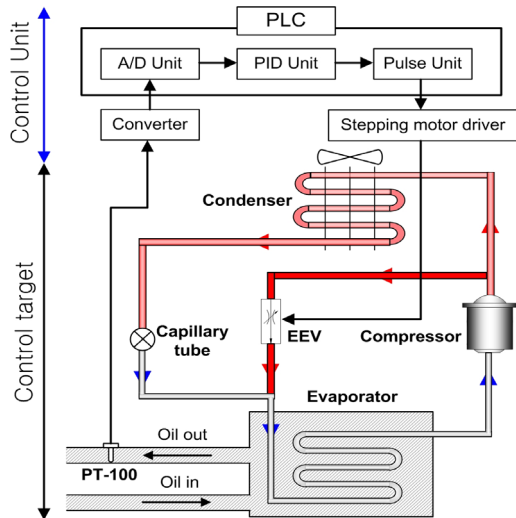 PLC
A/D Unit
PID Unit
Pulse Unit
Control Unit
Converter
Stepping motor driver
Condenser
Control target
Capillary
tube
EEV
Compressor
Evaporator
Oil out
PT-100
Oil in